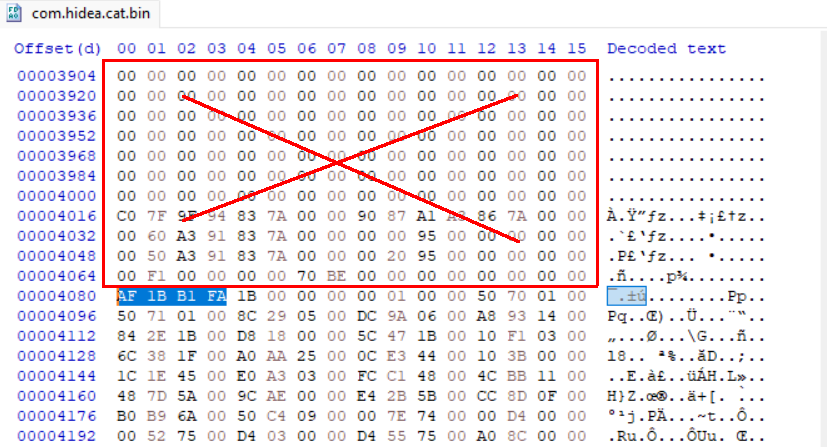 com.hidea.cat.bin
Offset(d) 00 01 02 03 04 05 06 07 08 09 10 11 12 13 14 15 Decoded text
00003904 00 00 00 00 00 00 00 00 00 00 00 00 00 00 00 00 ................
00003920 00 00 00 00 00 00 00 00 00 00 00 00 00 00 00 00 ................
00003936 00 00 00 00 00 00 00 00 00 00 00 00 00 00 00 00 ................
00003952 00 00 00 00 00 00 00 00 00 00 00 00 00 00 00 00 ................
00003968 00 00 00 00 00 00 00 00 00 00 00 00 00 00 00 00 ................
00003984 00 00 00 00 00 00 00 00 00 00 00 00 00 00 00 00 ................
00004000 00 00 00 00 00 00 00 00 00 00 00 00 00 00 00 00 ................
00004016 C0 7F 9F 94 83 7A 00 00 90 87 A1 A3 86 7A 00 00 À.Ÿ”ƒz...‡¡£†z..
00004032 00 60 A3 91 83 7A 00 00 00 00 95 00 00 00 00 00 .`£‘ƒz....•.....
00004048 00 50 A3 91 83 7A 00 00 00 20 95 00 00 00 00 00 .P£‘ƒz... •.....
00004064 00 F1 00 00 00 00 70 BE 00 00 00 00 00 00 00 00 .ñ....p¾........
00004080 AF 1B B1 FA 1B 00 00 00 00 01 00 00 50 70 01 00 ¯.±ú........Pp..
00004096 50 71 01 00 8C 29 05 00 DC 9A 06 00 A8 93 14 00 Pq..Œ)..Üš..¨“..
00004112 84 2E 1B 00 D8 18 00 00 5C 47 1B 00 10 F1 03 00 „...Ø...\G...ñ..
00004128 6C 38 1F 00 A0 AA 25 00 0C E3 44 00 10 3B 00 00 l8.. ª%..ãD..;..
00004144 1C 1E 45 00 E0 A3 03 00 FC C1 48 00 4C BB 11 00 ..E.à£..üÁH.L»..
00004160 48 7D 5A 00 9C AE 00 00 E4 2B 5B 00 CC 8D 0F 00 H}Z.œ®..ä+[.Ì...
00004176 B0 B9 6A 00 50 C4 09 00 00 7E 74 00 00 D4 00 00 °¹j.PÄ...~t..Ô..
00004192 00 52 75 00 D4 03 00 00 D4 55 75 00 A0 8C 00 00 .Ru.Ô...ÔUu. Œ..